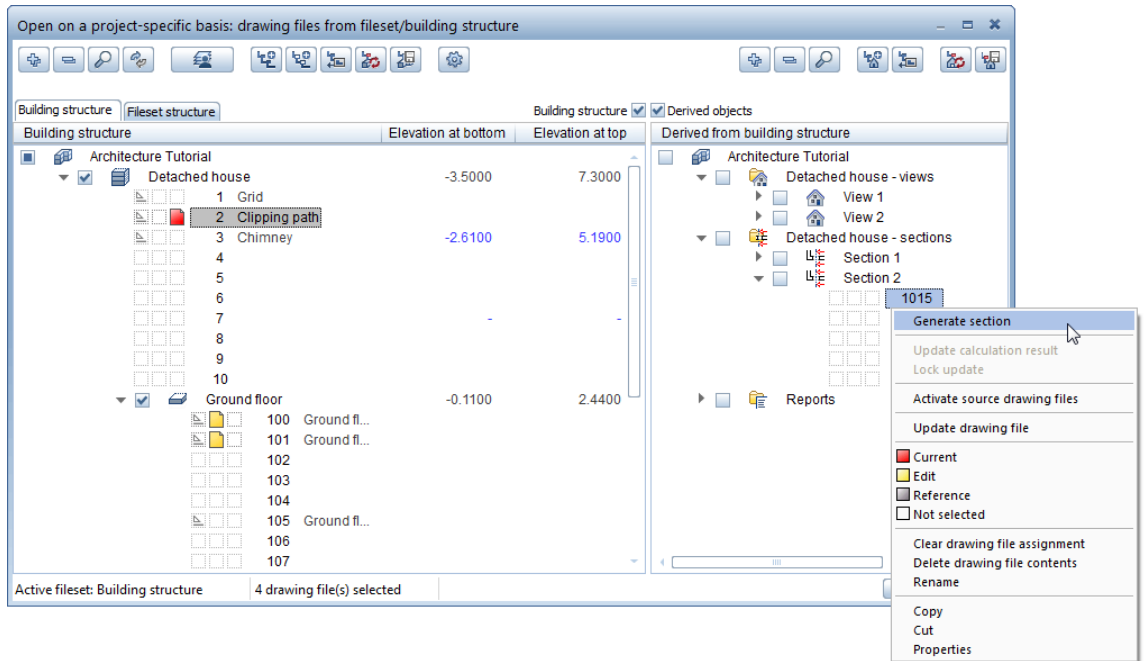 Open on a project-specific basis: drawing files from fileset/building structure
Building structure Fileset structure Building structure Derived objects
Building structure Elevation at bottom Elevation at top Derived from building structure
Architecture Tutorial Architecture Tutorial
Detached house -3.5000 7.3000 Detached house - views
1 Grid View 1
2 Clipping path View 2
3 Chimney -2.6100 5.1900 Detached house - sections
4 Section 1
5 Section 2
6 1015
7 - - Generate section
8 Update calculation result
9 Lock update
10
Ground floor -0.1100 2.4400 Reports Activate source drawing files
100 Ground fl...
101 Ground fl... Update drawing file
102 Current
103 Edit
104 Reference
105 Ground fl... Not selected
106 Clear drawing file assignment
107 Delete drawing file contents
Active fileset: Building structure 4 drawing file(s) selected Rename
Copy
Cut
Properties